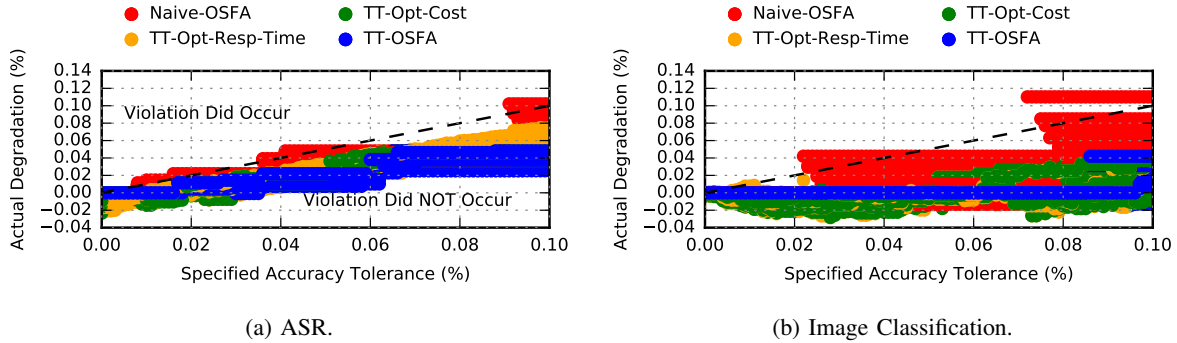 Naive-OSFA
TT-Opt-Cost
TT-Opt-Resp-Time
TT-OSFA
Actual Degradation (%)
0.14
0.12
0.10
0.08
0.06
0.04
0.02
0.00
−0.02
−0.04
Violation Did Occur
Violation Did NOT Occur
0.00 0.02 0.04 0.06 0.08 0.10
Specified Accuracy Tolerance (%)
(a) ASR.
Naive-OSFA
TT-Opt-Cost
TT-Opt-Resp-Time
TT-OSFA
Actual Degradation (%)
0.14
0.12
0.10
0.08
0.06
0.04
0.02
0.00
−0.02
−0.04
0.00 0.02 0.04 0.06 0.08 0.10
Specified Accuracy Tolerance (%)
(b) Image Classification.